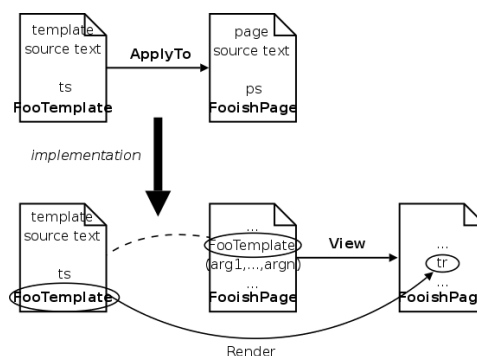 template
source text
ts
FooTemplate
ApplyTo
page
source text
ps
FooishPage
implementation
template
source text
ts
FooTemplate
...
FooTemplate
(arg1,...,argn)
...
FooishPage
View
...
tr
...
FooishPag
Render